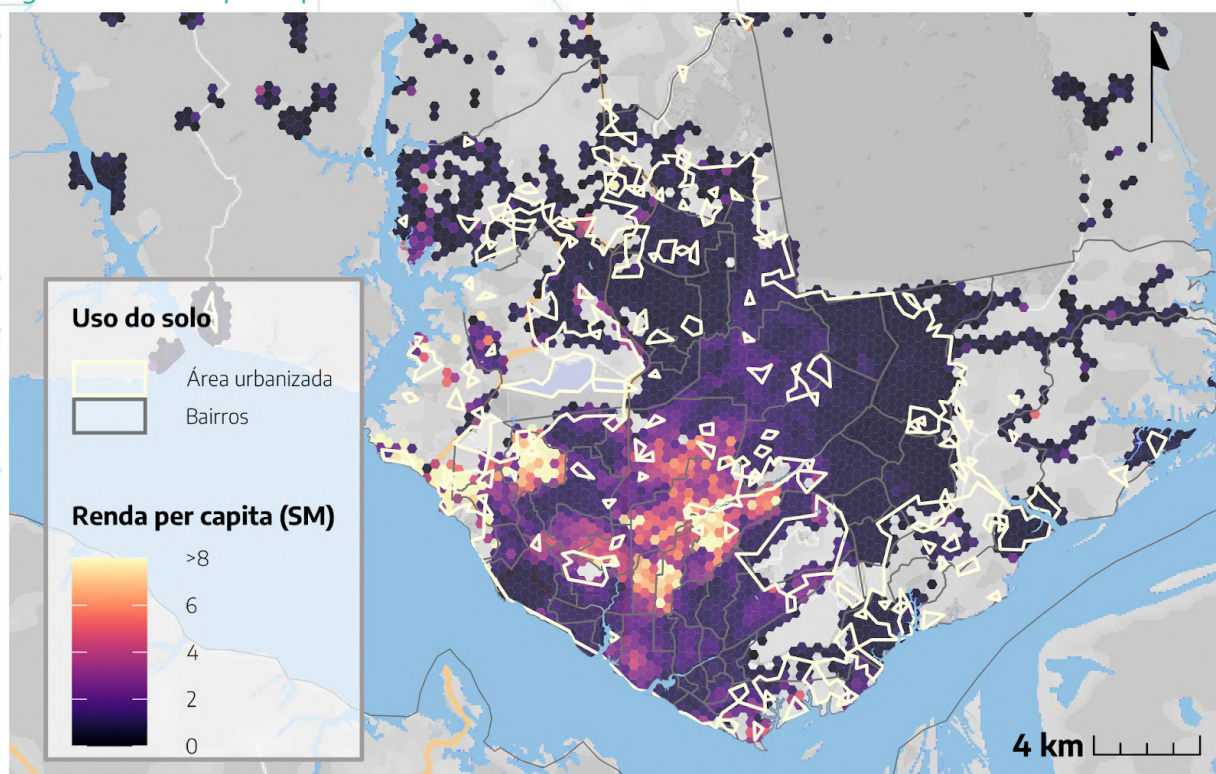 Uso do solo
Área urbanizada
Bairros
Renda per capita (SM)
>8
6
4
2
0
4 km